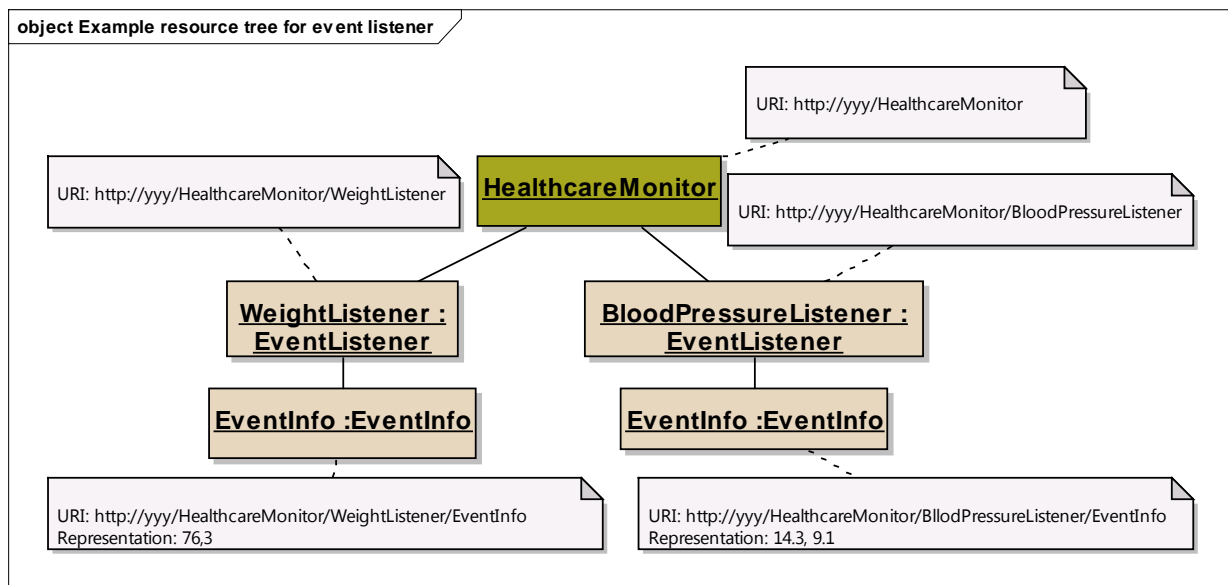 object Example resource tree for event listener
URI: http://yyy/HealthcareMonitor
URI: http://yyy/HealthcareMonitor/WeightListener
HealthcareMonitor
URI: http://yyy/HealthcareMonitor/BloodPressureListener
WeightListener :
EventListener
BloodPressureListener :
EventListener
EventInfo :EventInfo
EventInfo :EventInfo
URI: http://yyy/HealthcareMonitor/WeightListener/EventInfo
Representation: 76,3
URI: http://yyy/HealthcareMonitor/BllodPressureListener/EventInfo
Representation: 14.3, 9.1